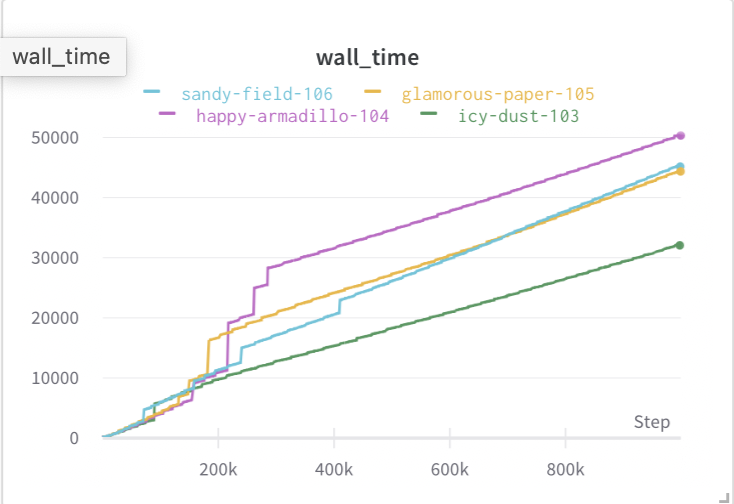 wall_time
wall_time
sandy-field-106 glamorous-paper-105
happy-armadillo-104 icy-dust-103
50000
40000
30000
20000
10000
0
Step
200k 400k 600k 800k